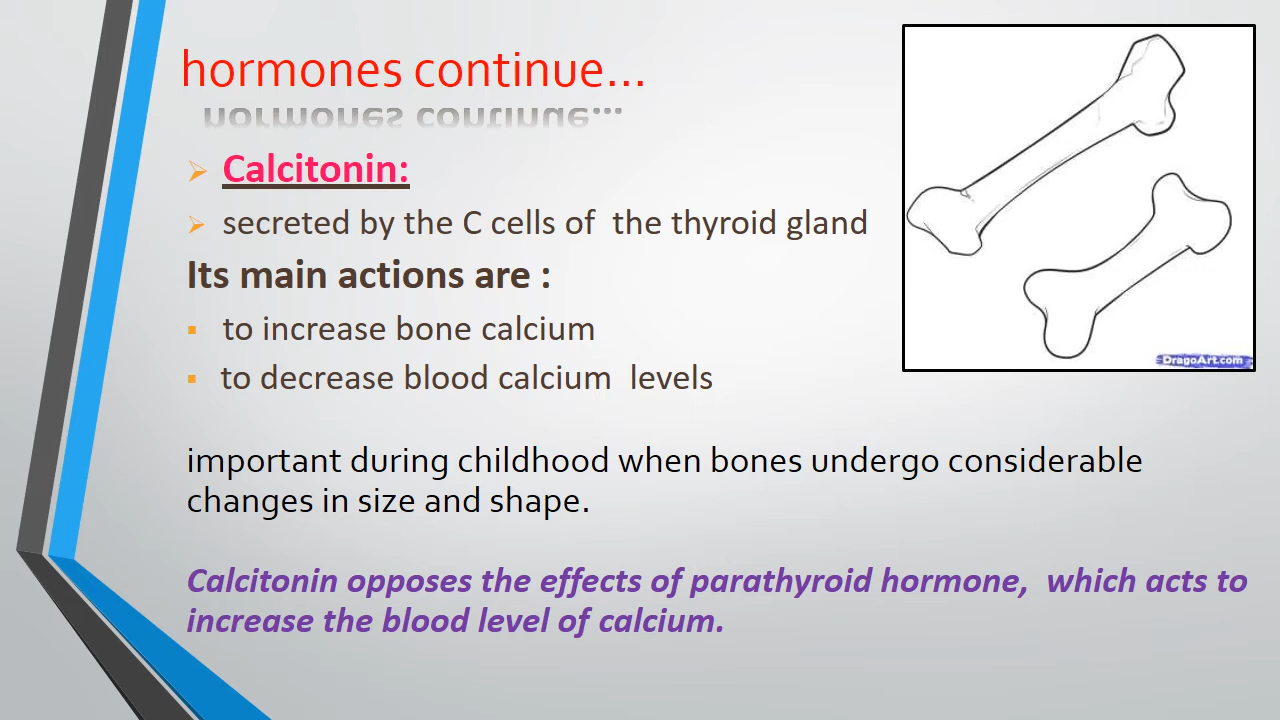 hormones continue...
Calcitonin:
secreted by the C cells of the thyroid gland
Its main actions are :
to increase bone calcium
to decrease blood calcium levels
important during childhood when bones undergo considerable
changes in size and shape.
Calcitonin opposes the effects of parathyroid hormone, which acts to
increase the blood level of calcium.
DragoArt.com